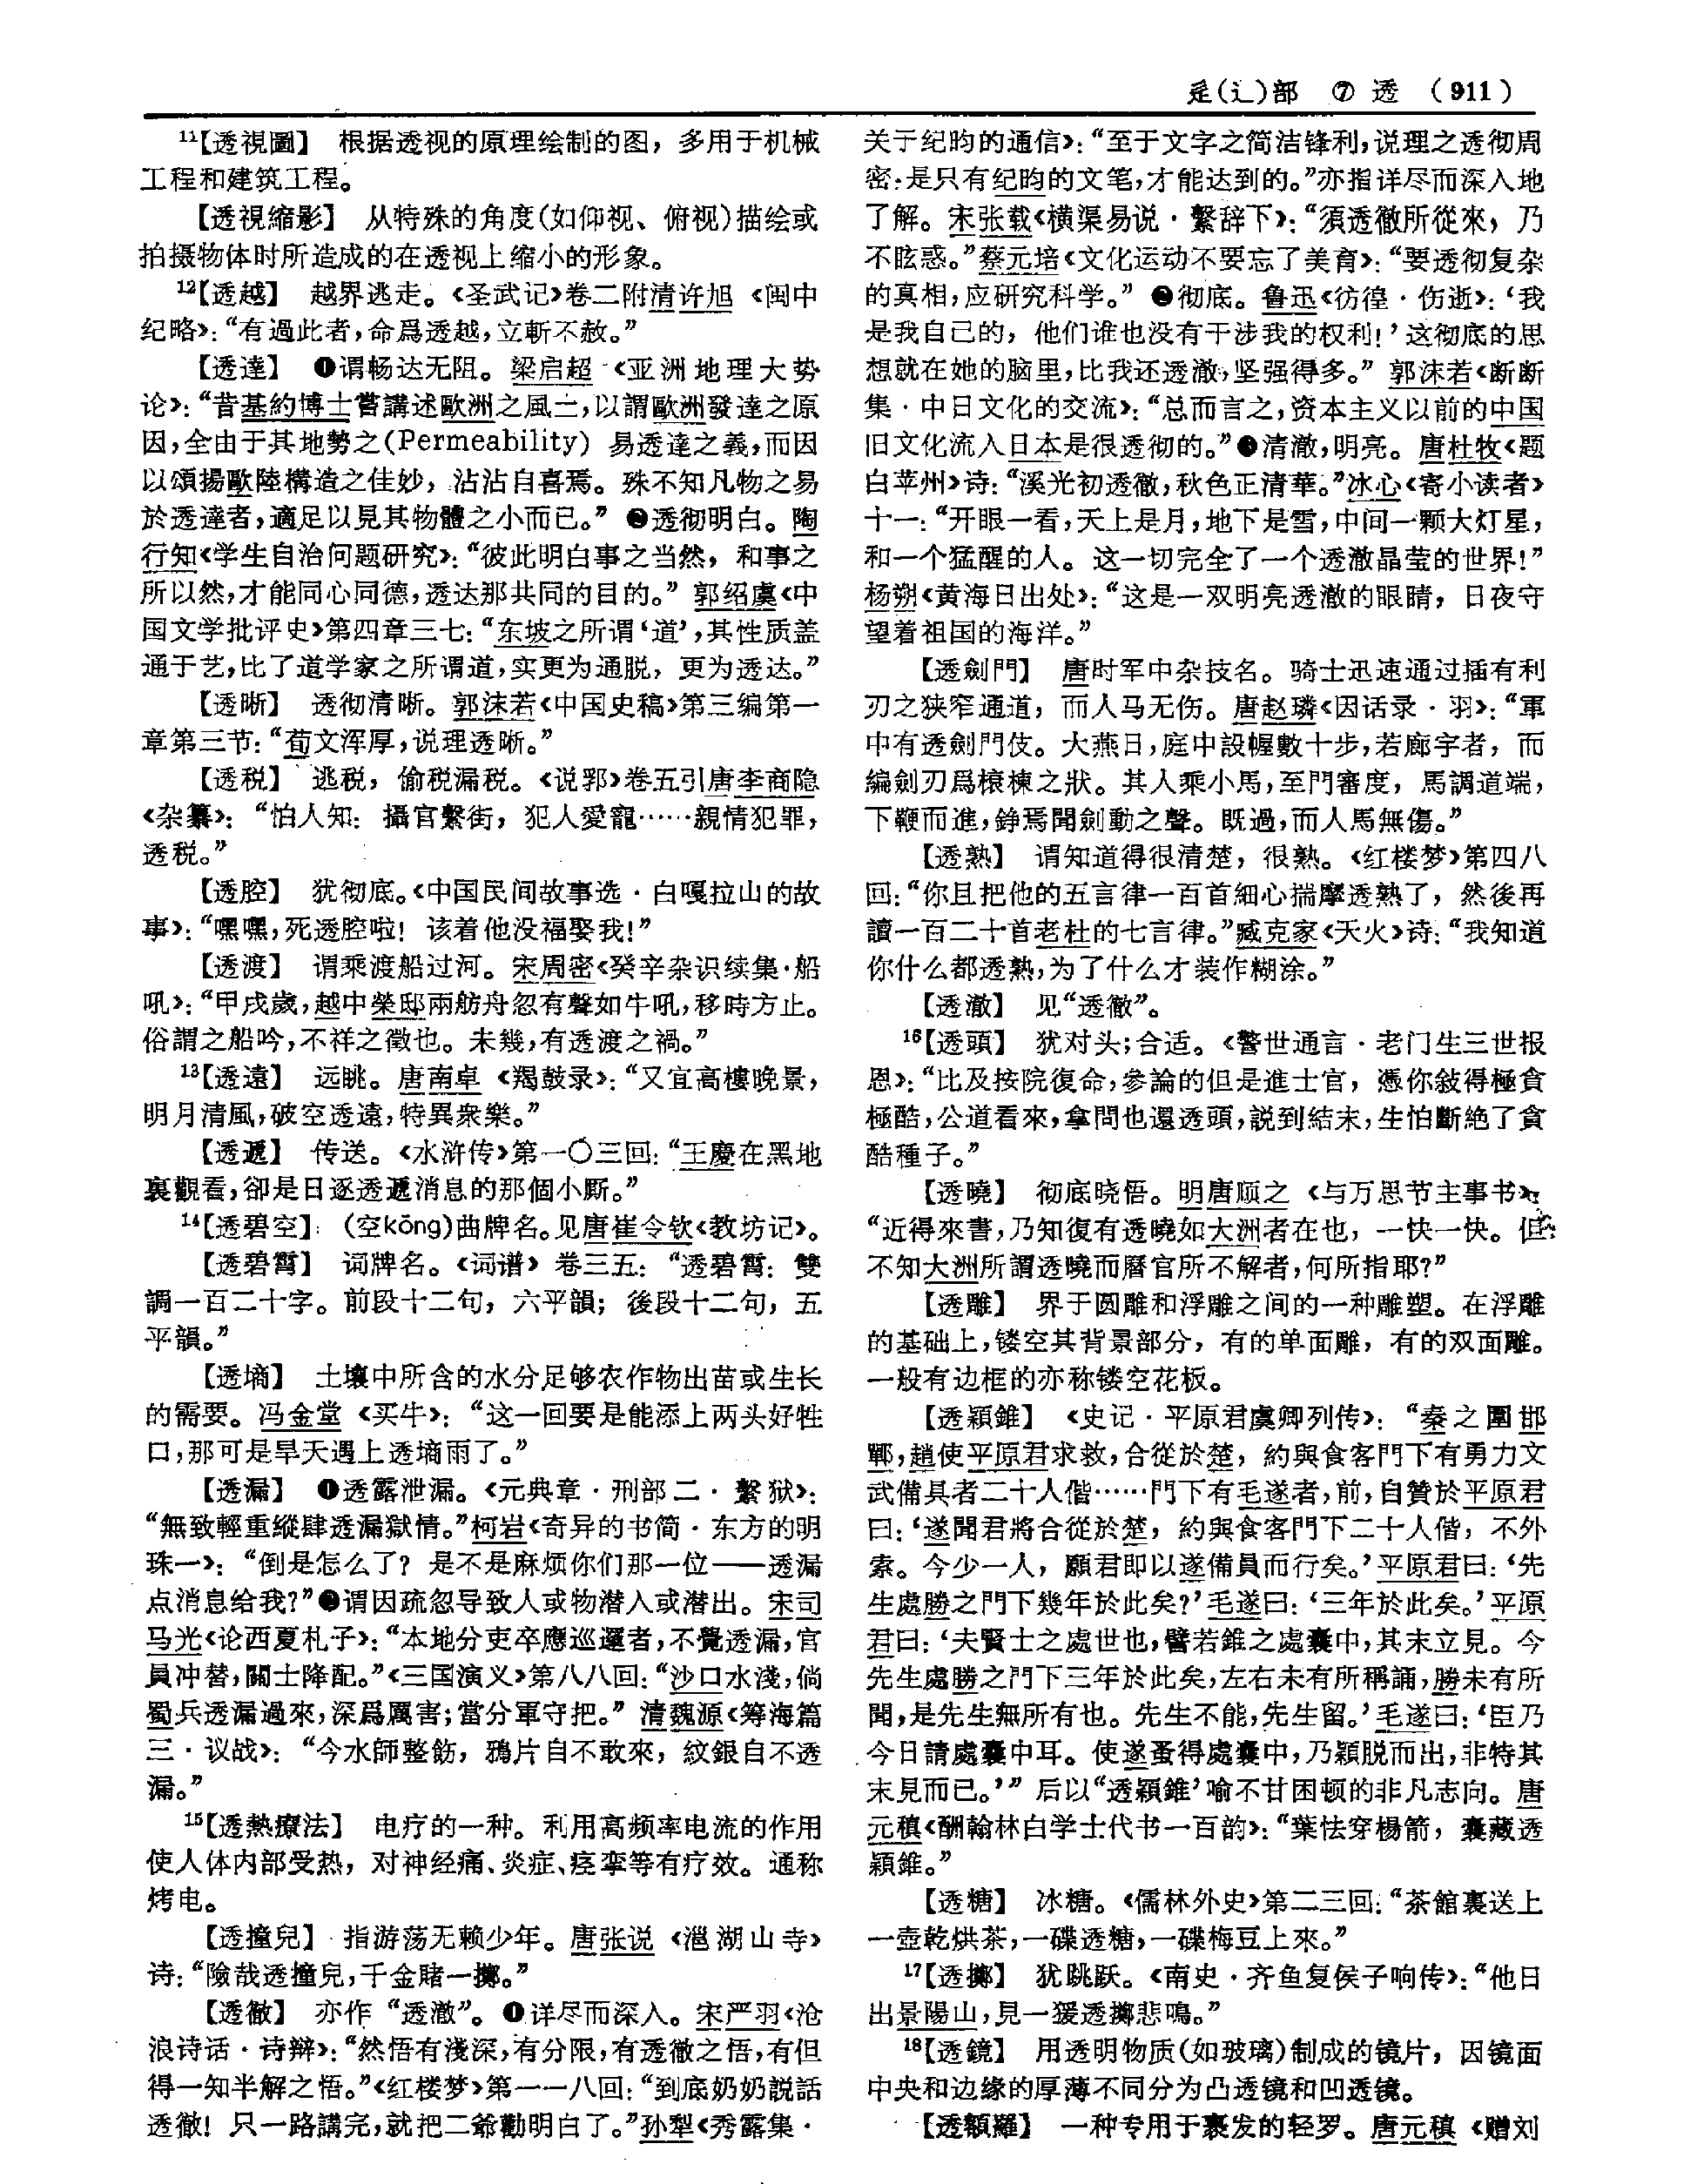 辵(辶)部 ⑦ 透 (911)
¹¹【透視圖】 根据透视的原理绘制的图，多用于机械
工程和建筑工程。
【透視縮影】 从特殊的角度(如仰视、俯视)描绘或
拍摄物体时所造成的在透视上缩小的形象。
¹²【透越】 越界逃走。《圣武记》卷二附清许旭《闽中
纪略》：“有過此者，命爲透越，立斬不赦。”
【透達】 ❶谓畅达无阻。梁启超《亚洲地理大势
论》：“昔基約博士嘗講述歐洲之風土，以謂歐洲發達之原
因，全由于其地勢之(Permeability) 易透達之義，而因
以頌揚歐陸構造之佳妙，沾沾自喜焉。殊不知凡物之易
於透達者，適足以見其物體之小而已。” ❷透彻明白。陶
行知《学生自治问题研究》：“彼此明白事之当然，和事之
所以然，才能同心同德，透达那共同的目的。” 郭绍虞《中
国文学批评史》第四章三七：“东坡之所谓‘道’，其性质盖
通于艺，比了道学家之所谓道，实更为通脱，更为透达。”
【透晰】 透彻清晰。郭沫若《中国史稿》第三编第一
章第三节：“荀文浑厚，说理透晰。”
【透税】 逃税，偷税漏税。《说郛》卷五引唐李商隐
《杂纂》：“怕人知：攝官繫街，犯人愛寵……親情犯罪，
透税。”
【透腔】 犹彻底。《中国民间故事选·白嘎拉山的故
事》：“嘿嘿，死透腔啦！该着他没福娶我！”
【透渡】 谓乘渡船过河。宋周密《癸辛杂识续集·船
吼》：“甲戌歲，越中榮邸兩舫舟忽有聲如牛吼，移時方止。
俗謂之船吟，不祥之徵也。未幾，有透渡之禍。”
¹³【透遠】 远眺。唐南卓《羯鼓录》：“又宜高樓晚景，
明月清風，破空透遠，特異衆樂。”
【透遞】 传送。《水浒传》第一〇三回：“王慶在黑地
裏觀看，卻是日逐透遞消息的那個小厮。”
¹⁴【透碧空】 (空kōng)曲牌名。见唐崔令钦《教坊记》。
【透碧霄】 词牌名。《词谱》卷三五：“透碧霄：雙
調一百二十字。前段十二句，六平韻；後段十二句，五
平韻。”
【透墒】 土壤中所含的水分足够农作物出苗或生长
的需要。冯金堂《买牛》：“这一回要是能添上两头好牲
口，那可是旱天遇上透墒雨了。”
【透漏】 ❶透露泄漏。《元典章·刑部二·繫狱》：
“無致輕重縱肆透漏獄情。”柯岩《奇异的书简·东方的明
珠一》：“倒是怎么了？是不是麻烦你们那一位——透漏
点消息给我？”❷谓因疏忽导致人或物潜入或潜出。宋司
马光《论西夏札子》：“本地分吏卒應巡邏者，不覺透漏，官
員冲替，關士降配。”《三国演义》第八八回：“沙口水淺，倘
蜀兵透漏過來，深爲厲害；當分軍守把。” 清魏源《筹海篇
三·议战》：“今水師整飭，鴉片自不敢來，紋銀自不透
漏。”
¹⁵【透熱療法】 电疗的一种。利用高频率电流的作用
使人体内部受热，对神经痛、炎症、痉挛等有疗效。通称
烤电。
【透撞兒】 指游荡无赖少年。唐张说《滆湖山寺》
诗：“險哉透撞兒，千金賭一擲。”
【透徹】 亦作“透澈”。❶详尽而深入。宋严羽《沧
浪诗话·诗辩》：“然悟有淺深，有分限，有透徹之悟，有但
得一知半解之悟。”《红楼梦》第一一八回：“到底奶奶説話
透徹！只一路講完，就把二爺勸明白了。”孙犁《秀露集·
关于纪昀的通信》：“至于文字之简洁锋利，说理之透彻周
密，是只有纪昀的文笔，才能达到的。”亦指详尽而深入地
了解。宋张载《横渠易说·繫辞下》：“須透徹所從來，乃
不眩惑。”蔡元培《文化运动不要忘了美育》：“要透彻复杂
的真相，应研究科学。” ❷彻底。鲁迅《彷徨·伤逝》：‘我
是我自己的，他们谁也没有干涉我的权利！’这彻底的思
想就在她的脑里，比我还透澈，坚强得多。” 郭沫若《断断
集·中日文化的交流》：“总而言之，资本主义以前的中国
旧文化流入日本是很透彻的。”❸清澈，明亮。唐杜牧《题
白苹州》诗：“溪光初透徹，秋色正清華。”冰心《寄小读者》
十一：“开眼一看，天上是月，地下是雪，中间一颗大灯星，
和一个猛醒的人。这一切完全了一个透澈晶莹的世界！”
杨朔《黄海日出处》：“这是一双明亮透澈的眼睛，日夜守
望着祖国的海洋。”
【透劍門】 唐时军中杂技名。骑士迅速通过插有利
刃之狭窄通道，而人马无伤。唐赵璘《因话录·羽》：“軍
中有透劍門伎。大燕日，庭中設幄數十步，若廊宇者，而
編劍刃爲榱棟之狀。其人乘小馬，至門審度，馬調道端，
下鞭而進，錚焉聞劍動之聲。既過，而人馬無傷。”
【透熟】 谓知道得很清楚，很熟。《红楼梦》第四八
回：“你且把他的五言律一百首細心揣摩透熟了，然後再
讀一百二十首老杜的七言律。”臧克家《天火》诗：“我知道
你什么都透熟，为了什么才装作糊涂。”
【透澈】 见“透徹”。
¹⁶【透頭】 犹对头；合适。《警世通言·老门生三世报
恩》：“比及按院復命，參論的但是進士官，憑你敍得極貪
極酷，公道看來，拿問也還透頭，説到結末，生怕斷絶了貪
酷種子。”
【透曉】 彻底晓悟。明唐顺之《与万思节主事书》：
“近得來書，乃知復有透曉如大洲者在也，一快一快。但
不知大洲所謂透曉而曆官所不解者，何所指耶？”
【透雕】 界于圆雕和浮雕之间的一种雕塑。在浮雕
的基础上，镂空其背景部分，有的单面雕，有的双面雕。
一般有边框的亦称镂空花板。
【透穎錐】 《史记·平原君虞卿列传》：“秦之圍邯
鄲，趙使平原君求救，合從於楚，約與食客門下有勇力文
武備具者二十人偕……門下有毛遂者，前，自贊於平原君
曰：‘遂聞君將合從於楚，約與食客門下二十人偕，不外
索。今少一人，願君即以遂備員而行矣。’平原君曰：‘先
生處勝之門下幾年於此矣？’毛遂曰：‘三年於此矣。’平原
君曰：‘夫賢士之處世也，譬若錐之處囊中，其末立見。今
先生處勝之門下三年於此矣，左右未有所稱誦，勝未有所
聞，是先生無所有也。先生不能，先生留。’毛遂曰：‘臣乃
今日請處囊中耳。使遂蚤得處囊中，乃穎脱而出，非特其
末見而已。’” 后以“透穎錐’喻不甘困顿的非凡志向。唐
元稹《酬翰林白学士代书一百韵》：“葉怯穿楊箭，囊藏透
穎錐。”
【透糖】 冰糖。《儒林外史》第二三回：“茶館裏送上
一壺乾烘茶，一碟透糖，一碟梅豆上來。”
¹⁷【透擲】 犹跳跃。《南史·齐鱼复侯子响传》：“他日
出景陽山，見一猨透擲悲鳴。”
¹⁸【透鏡】 用透明物质(如玻璃)制成的镜片，因镜面
中央和边缘的厚薄不同分为凸透镜和凹透镜。
【透額羅】 一种专用于裹发的轻罗。唐元稹《赠刘